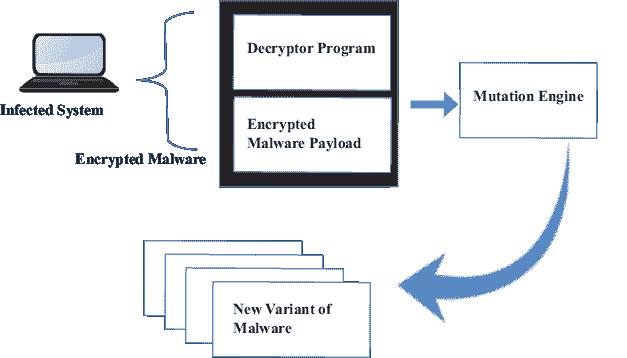 Decryptor Program
Infected System
Encrypted
Malware Payload
Encrypted Malware
Mutation Engine
New Variant of
Malware